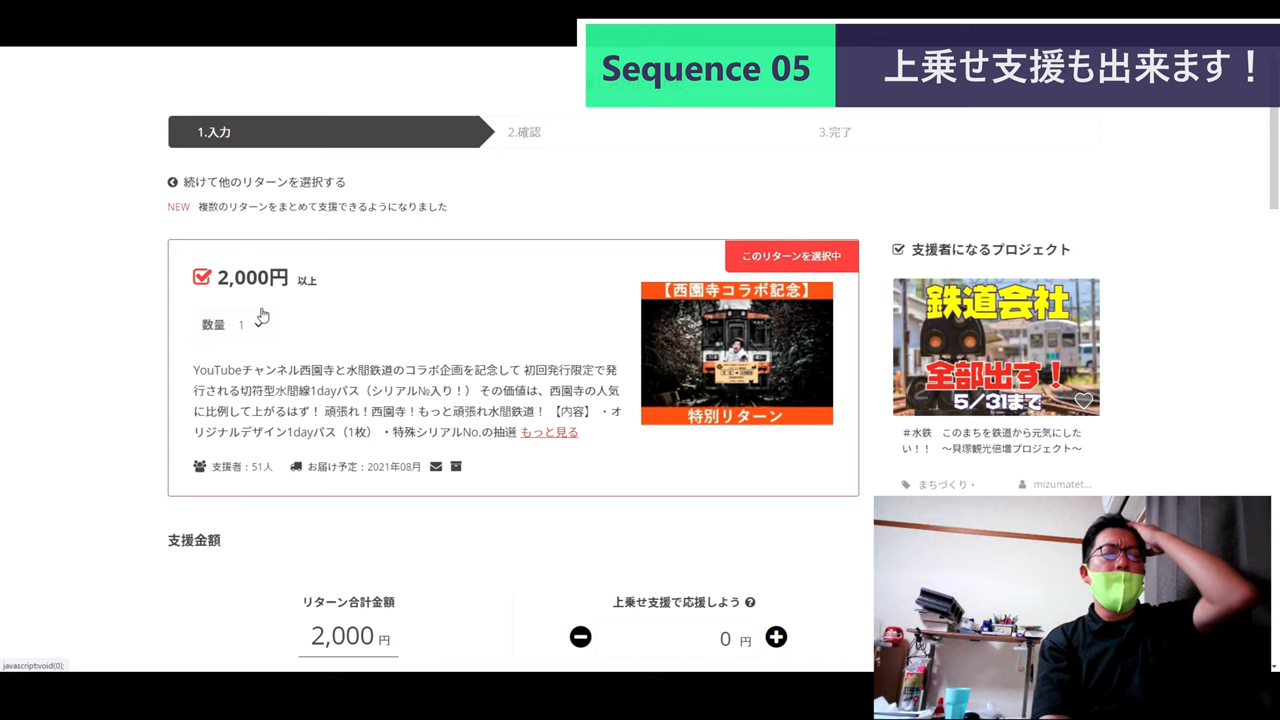 Sequence 05
上乗せ支援も出来ます!
1.入力
2.確認
3.完了
続けて他のリターンを選択する
NEW 複数のリターンをまとめて支援できるようになりました
このリターンを選択中
2,000円 以上
数量 1
YouTubeチャンネル西園寺と水間鉄道のコラボ企画を記念して 初回発行限定で発
行される切符型水間線1dayパス(シリアル№入り!) その価値は、西園寺の人気
に比例して上がるはず! 頑張れ!西園寺!もっと頑張れ水間鉄道! 【内容】 ・オ
リジナルデザイン1dayパス(1枚) ・特殊シリアルNo.の抽選 もっと見る
支援者:51人 お届け予定:2021年08月
【西園寺コラボ記念】
特別リターン
支援者になるプロジェクト
鉄道会社
全部出す!
5/31まで
#水鉄 このまちを鉄道から元気にした
い!! 〜貝塚観光倍増プロジェクト〜
まちづくり・
mizumatet...
支援金額
リターン合計金額
2,000 円
上乗せ支援で応援しよう
0 円
javascript:void(0);